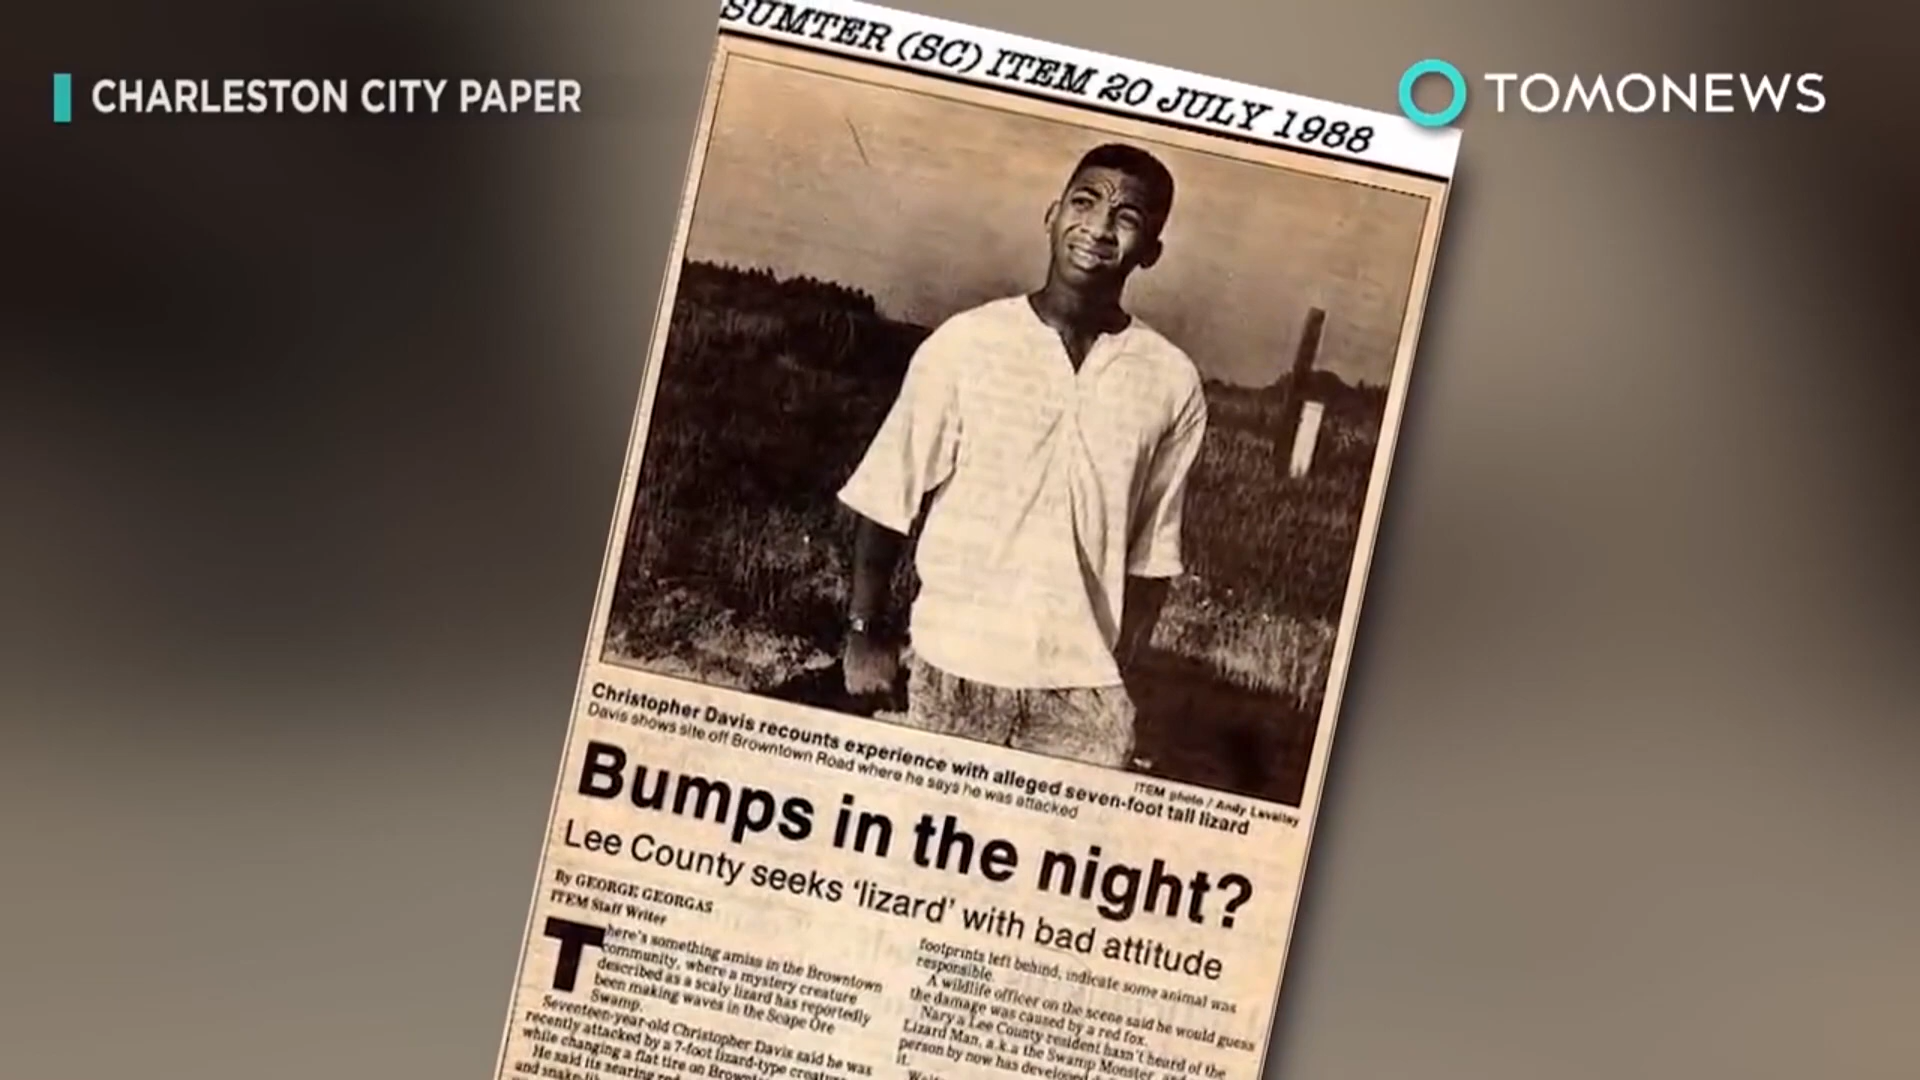 CHARLESTON CITY PAPER
TOMONEWS
SUMTER (SC) ITEM 20 JULY 1988
Christopher Davis recounts experience with alleged seven-foot tall lizard
Davis shows site off Browntown Road where he says he was attacked
ITEM photo / Andy Lavalley
Bumps in the night?
Lee County seeks 'lizard' with bad attitude
By GEORGE GEORGAS
ITEM Staff Writer
There's something amiss in the Browntown
community, where a mystery creature
described as a scaly lizard has reportedly
been making waves in the Scape Ore
Swamp.
Seventeen-year-old Christopher Davis said he was
recently attacked by a 7-foot lizard-type creature
while changing a flat tire on
He said its
and
footprints left behind, indicate some animal was
responsible.
A wildlife officer on the scene said he would guess
the damage was caused by a red fox.
Nary a Lee County resident hasn't heard of the
Lizard Man, a.k.a the Swamp Monster,
person by now has developed
it.